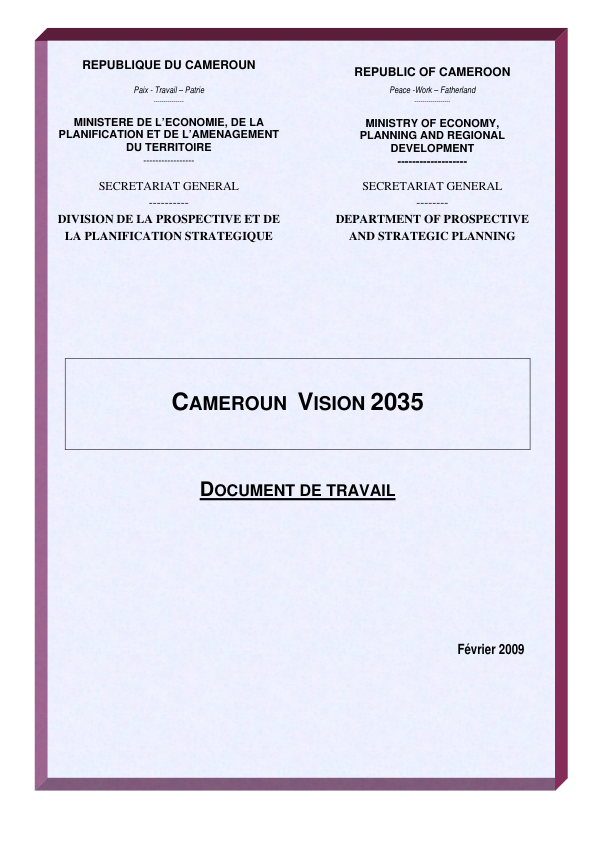 REPUBLIQUE DU CAMEROUN
Paix - Travail – Patrie
---------------
MINISTERE DE L’ECONOMIE, DE LA
PLANIFICATION ET DE L’AMENAGEMENT
DU TERRITOIRE
-----------------
SECRETARIAT GENERAL
----------
DIVISION DE LA PROSPECTIVE ET DE
LA PLANIFICATION STRATEGIQUE
REPUBLIC OF CAMEROON
Peace -Work – Fatherland
------------------
MINISTRY OF ECONOMY,
PLANNING AND REGIONAL
DEVELOPMENT
-------------------
SECRETARIAT GENERAL
--------
DEPARTMENT OF PROSPECTIVE
AND STRATEGIC PLANNING
CAMEROUN VISION 2035
DOCUMENT DE TRAVAIL
Février 2009